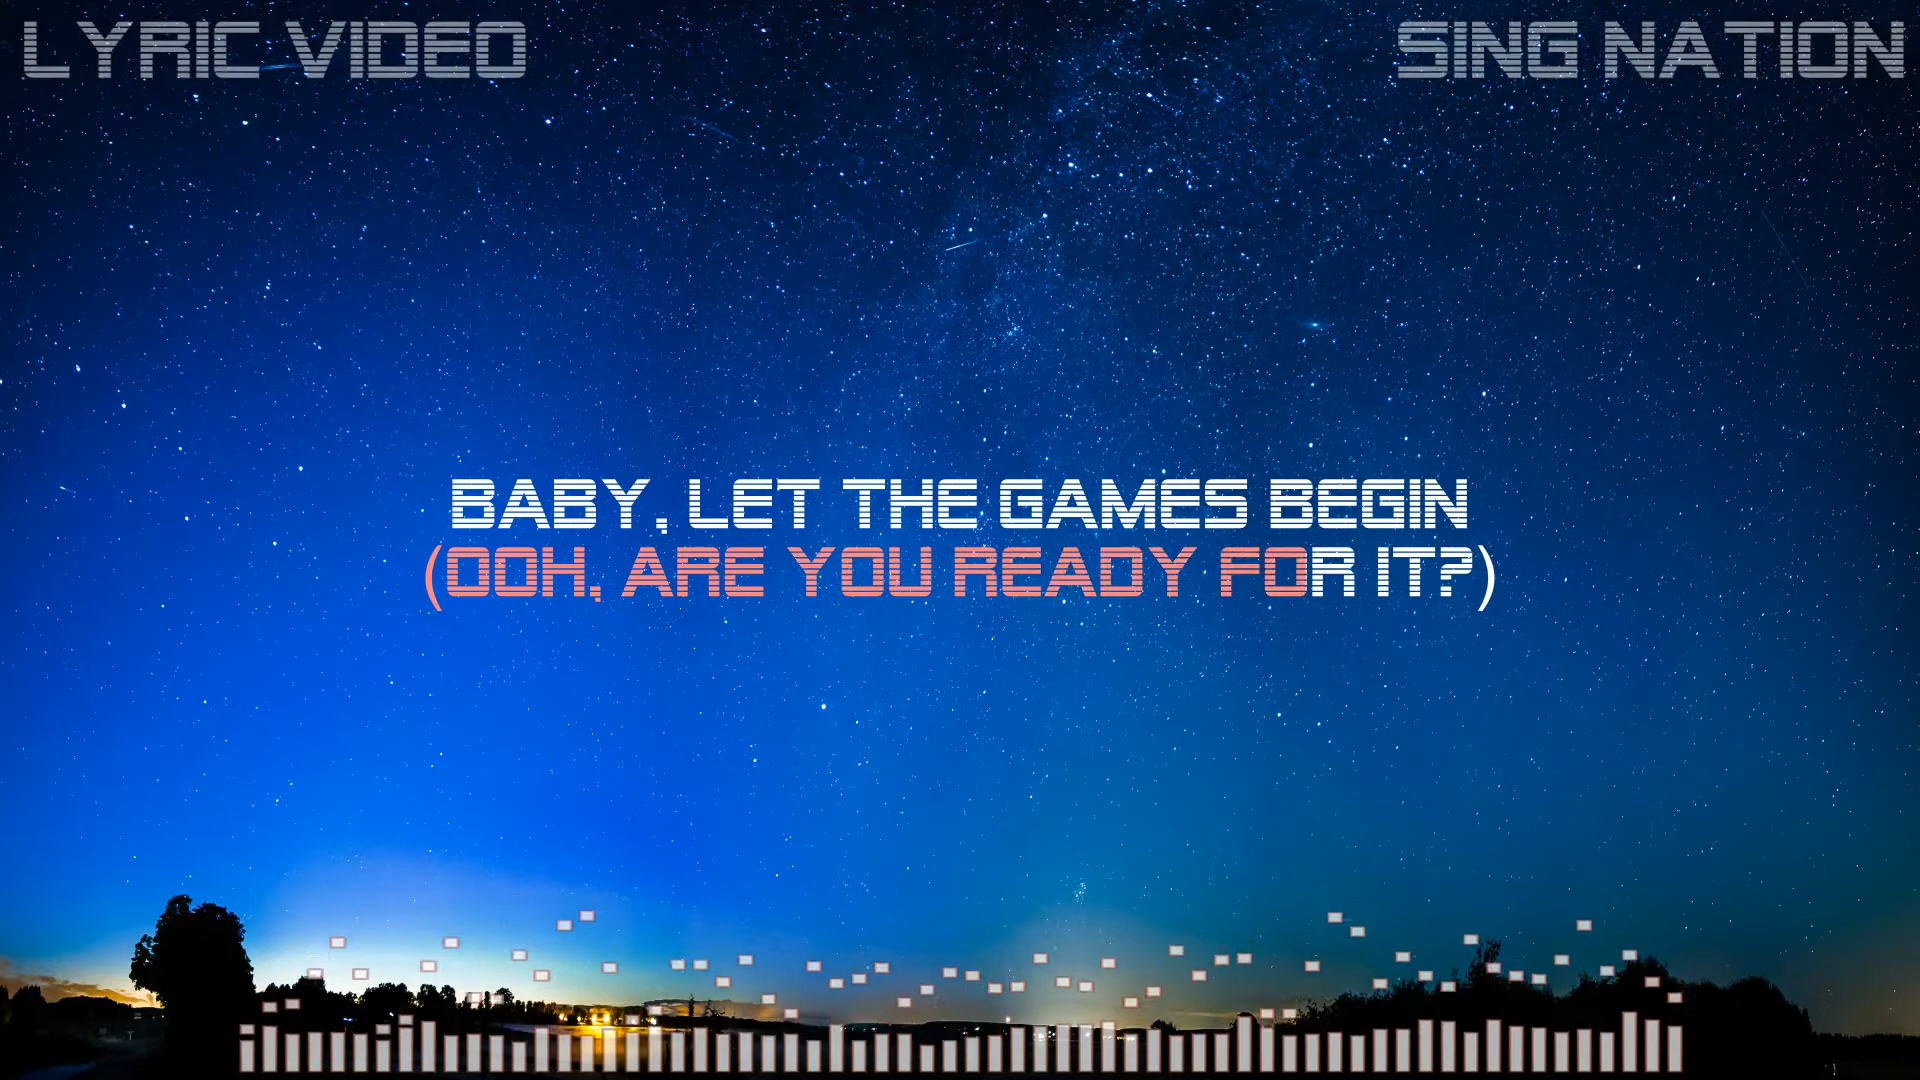 LYRIC VIDEO
SING NATION
BABY, LET THE GAMES BEGIN
(OOH, ARE YOU READY FOR IT?)